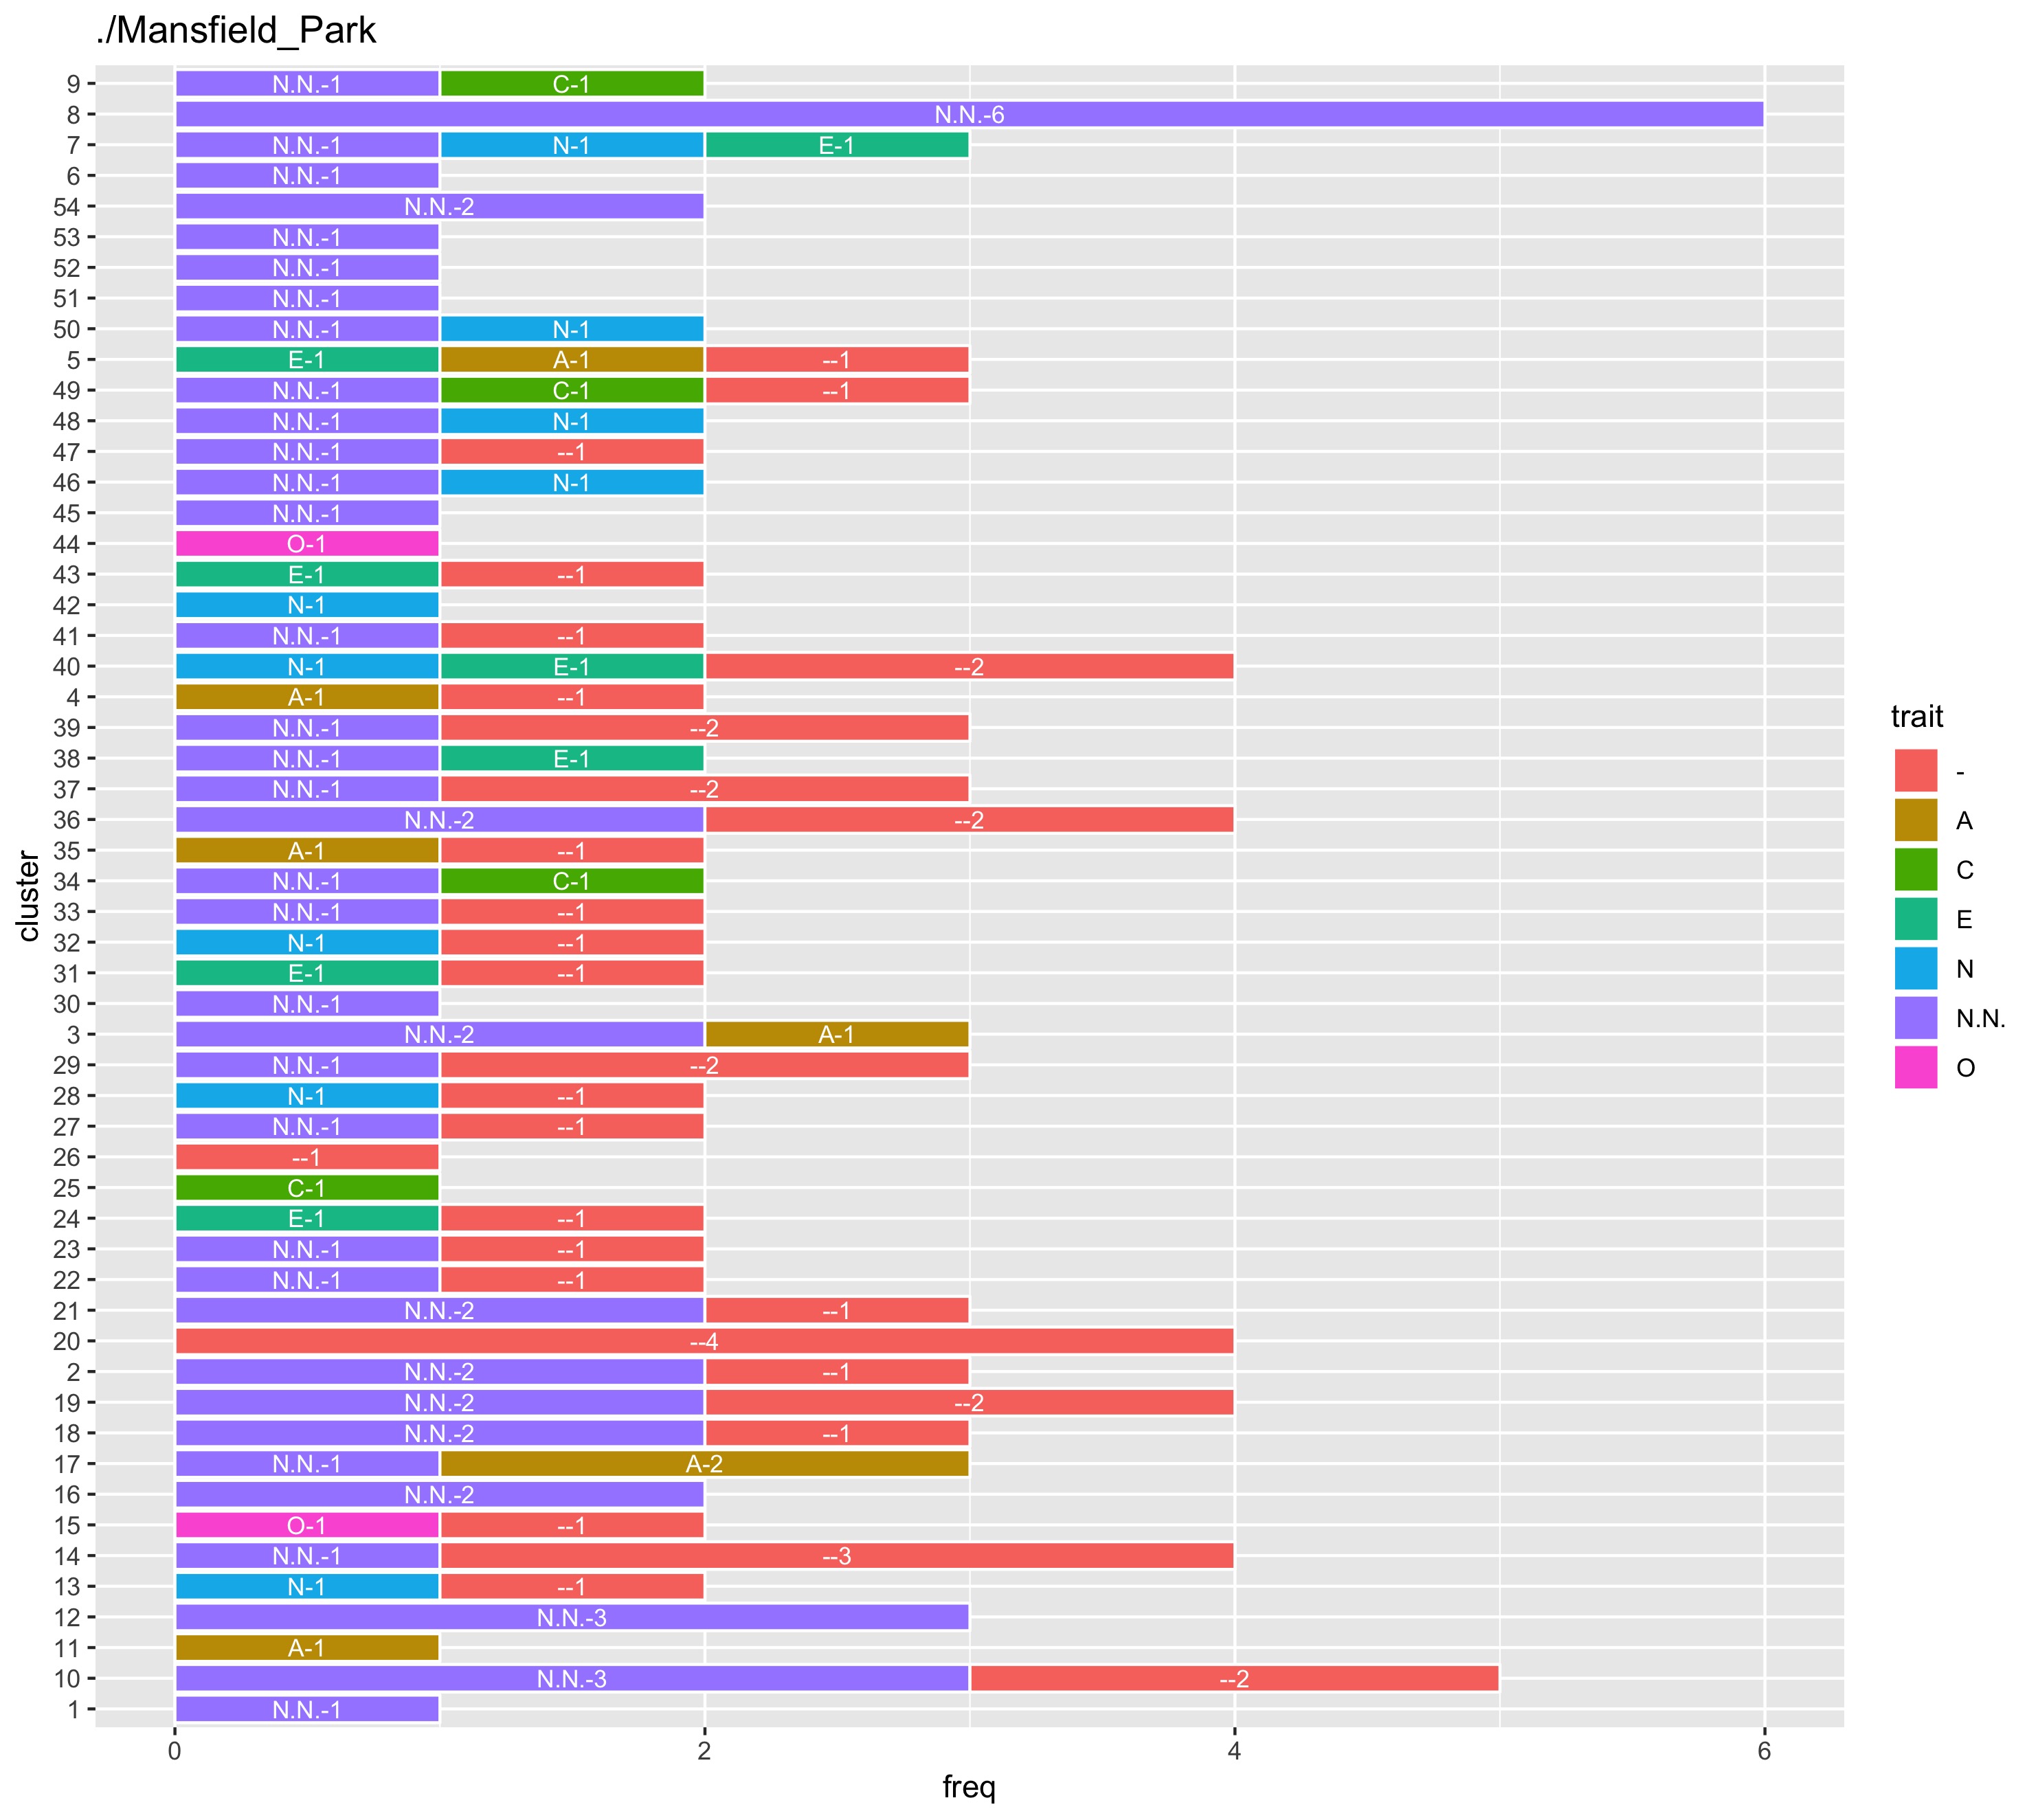 ./Mansfield_Park
9 N.N.-1 C-1
8 N.N.-6
7 N.N.-1 N-1 E-1
6 N.N.-1
54 N.N.-2
53 N.N.-1
52 N.N.-1
51 N.N.-1
50 N.N.-1 N-1
5 E-1 A-1 --1
49 N.N.-1 C-1 --1
48 N.N.-1 N-1
47 N.N.-1 --1
46 N.N.-1 N-1
45 N.N.-1
44 O-1
43 E-1 --1
42 N-1
41 N.N.-1 --1
40 N-1 E-1 --2
4 A-1 --1
39 N.N.-1 --2
38 N.N.-1 E-1
37 N.N.-1 --2
36 N.N.-2 --2
35 A-1 --1
34 N.N.-1 C-1
33 N.N.-1 --1
32 N-1 --1
31 E-1 --1
30 N.N.-1
3 N.N.-2 A-1
29 N.N.-1 --2
28 N-1 --1
27 N.N.-1 --1
26 --1
25 C-1
24 E-1 --1
23 N.N.-1 --1
22 N.N.-1 --1
21 N.N.-2 --1
20 --4
2 N.N.-2 --1
19 N.N.-2 --2
18 N.N.-2 --1
17 N.N.-1 A-2
16 N.N.-2
15 O-1 --1
14 N.N.-1 --3
13 N-1 --1
12 N.N.-3
11 A-1
10 N.N.-3 --2
1 N.N.-1
0 2 4 6
freq
cluster
trait
-
A
C
E
N
N.N.
O